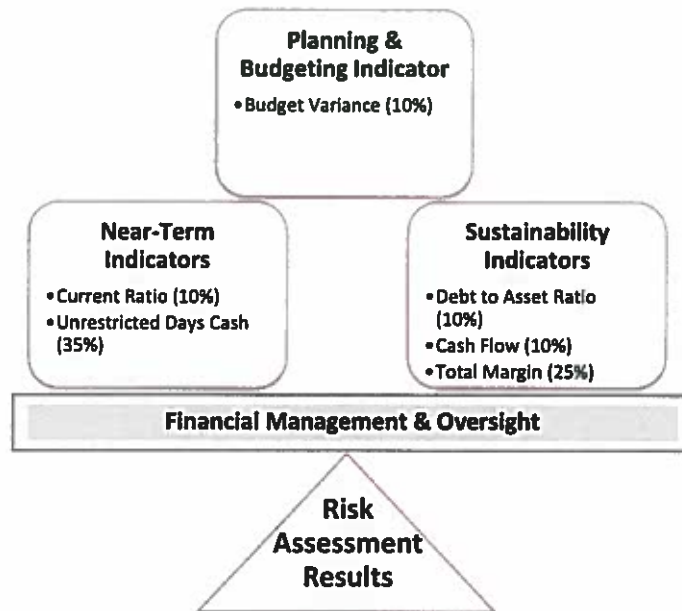 Planning &
Budgeting Indicator
•Budget Variance (10%)
Near-Term
Indicators
•Current Ratio (10%)
•Unrestricted Days Cash
(35%)
Sustainability
Indicators
•Debt to Asset Ratio
(10%)
•Cash Flow (10%)
•Total Margin (25%)
Financial Management & Oversight
Risk
Assessment
Results